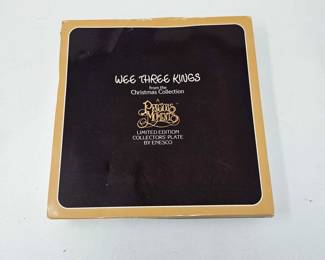 WEE THREE KINGS
from the
Christmas Collection
A
PRECIOUS
MOMENTS
LIMITED EDITION
COLLECTORS' PLATE
BY ENESCO